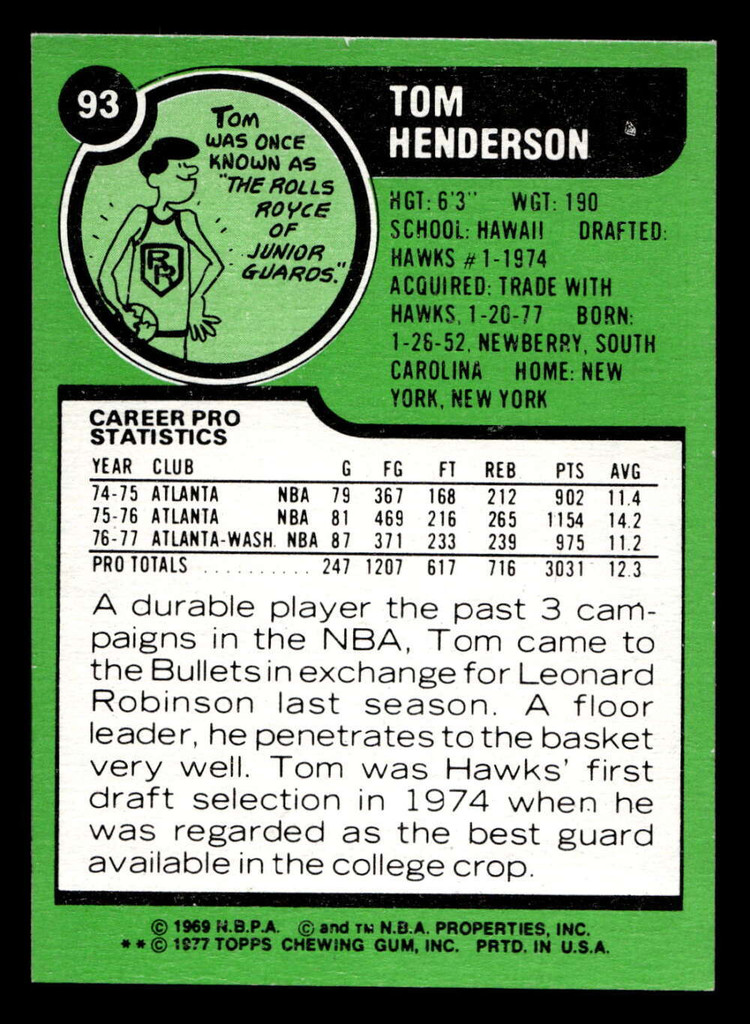 93
TOM
HENDERSON
TOM
WAS ONCE
KNOWN AS
"THE ROLLS
ROYCE
OF
JUNIOR
GUARDS."
RR
HGT: 6'3" WGT: 190
SCHOOL: HAWAII DRAFTED:
HAWKS #1-1974
ACQUIRED: TRADE WITH
HAWKS, 1-20-77 BORN:
1-26-52, NEWBERRY, SOUTH
CAROLINA HOME: NEW
YORK, NEW YORK
CAREER PRO
STATISTICS
YEAR CLUB G FG FT REB PTS AVG
74-75 ATLANTA NBA 79 367 168 212 902 11.4
75-76 ATLANTA NBA 81 469 216 265 1154 14.2
76-77 ATLANTA-WASH. NBA 87 371 233 239 975 11.2
PRO TOTALS .......... 247 1207 617 716 3031 12.3
A durable player the past 3 cam-
paigns in the NBA, Tom came to
the Bullets in exchange for Leonard
Robinson last season. A floor
leader, he penetrates to the basket
very well. Tom was Hawks' first
draft selection in 1974 when he
was regarded as the best guard
available in the college crop.
© 1969 N.B.P.A. © and TM N.B.A. PROPERTIES, INC.
**© 1977 TOPPS CHEWING GUM, INC. PRTD. IN U.S.A.